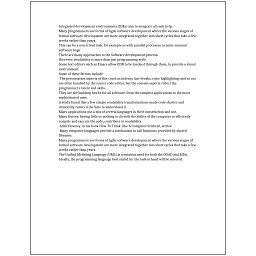 Integrated development environments (IDEs) aim to integrate all such help.
Many programmers use forms of Agile software development where the various stages of
formal software development are more integrated together into short cycles that take a few
weeks rather than years.
This can be a non-trivial task, for example as with parallel processes or some unusual
software bugs.
There are many approaches to the Software development process.
However, readability is more than just programming style.
Some text editors such as Emacs allow GDB to be invoked through them, to provide a visual
environment.
Some of these factors include:
The presentation aspects of this (such as indents, line breaks, color highlighting, and so on)
are often handled by the source code editor, but the content aspects reflect the
programmer's talent and skills.
They are the building blocks for all software, from the simplest applications to the most
sophisticated ones.
A study found that a few simple readability transformations made code shorter and
drastically reduced the time to understand it.
Many applications use a mix of several languages in their construction and use.
Many factors, having little or nothing to do with the ability of the computer to efficiently
compile and execute the code, contribute to readability.
Allen Downey, in his book How To Think Like A Computer Scientist, writes:
Many computer languages provide a mechanism to call functions provided by shared
libraries.
Many programmers use forms of Agile software development where the various stages of
formal software development are more integrated together into short cycles that take a few
weeks rather than years.
The Unified Modeling Language (UML) is a notation used for both the OOAD and MDA.
Ideally, the programming language best suited for the task at hand will be selected.